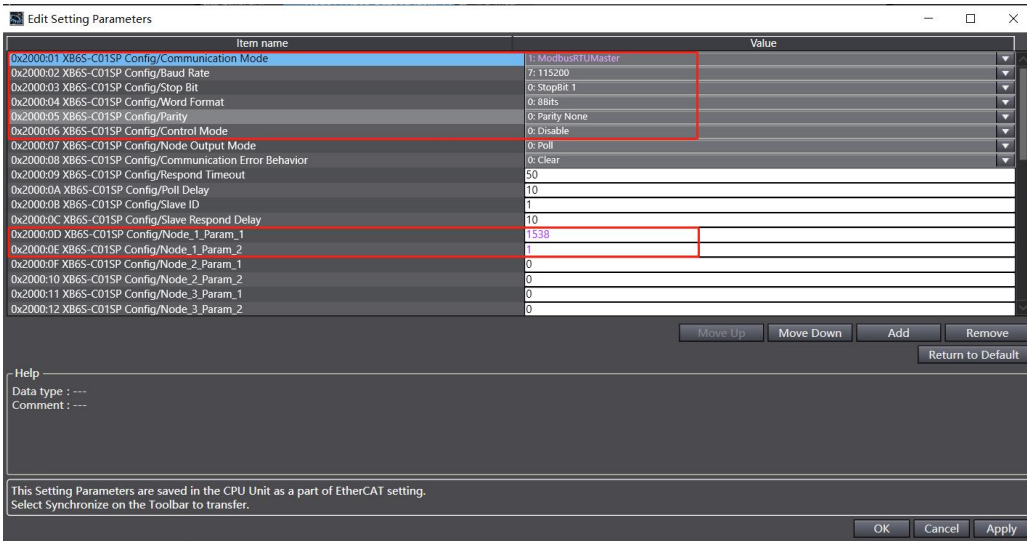 Edit Setting Parameters
Item name Value
0x2000:01 XB6S-C01SP Config/Communication Mode 1: ModbusRTUMaster
0x2000:02 XB6S-C01SP Config/Baud Rate 7: 115200
0x2000:03 XB6S-C01SP Config/Stop Bit 0: StopBit 1
0x2000:04 XB6S-C01SP Config/Word Format 0: 8Bits
0x2000:05 XB6S-C01SP Config/Parity 0: Parity None
0x2000:06 XB6S-C01SP Config/Control Mode 0: Disable
0x2000:07 XB6S-C01SP Config/Node Output Mode 0: Poll
0x2000:08 XB6S-C01SP Config/Communication Error Behavior 0: Clear
0x2000:09 XB6S-C01SP Config/Respond Timeout 50
0x2000:0A XB6S-C01SP Config/Poll Delay 10
0x2000:0B XB6S-C01SP Config/Slave ID 1
0x2000:0C XB6S-C01SP Config/Slave Respond Delay 10
0x2000:0D XB6S-C01SP Config/Node_1_Param_1 1538
0x2000:0E XB6S-C01SP Config/Node_1_Param_2 1
0x2000:0F XB6S-C01SP Config/Node_2_Param_1 0
0x2000:10 XB6S-C01SP Config/Node_2_Param_2 0
0x2000:11 XB6S-C01SP Config/Node_3_Param_1 0
0x2000:12 XB6S-C01SP Config/Node_3_Param_2 0
Move Up Move Down Add Remove
Return to Default
Help
Data type : ---
Comment : ---
This Setting Parameters are saved in the CPU Unit as a part of EtherCAT setting.
Select Synchronize on the Toolbar to transfer.
OK Cancel Apply